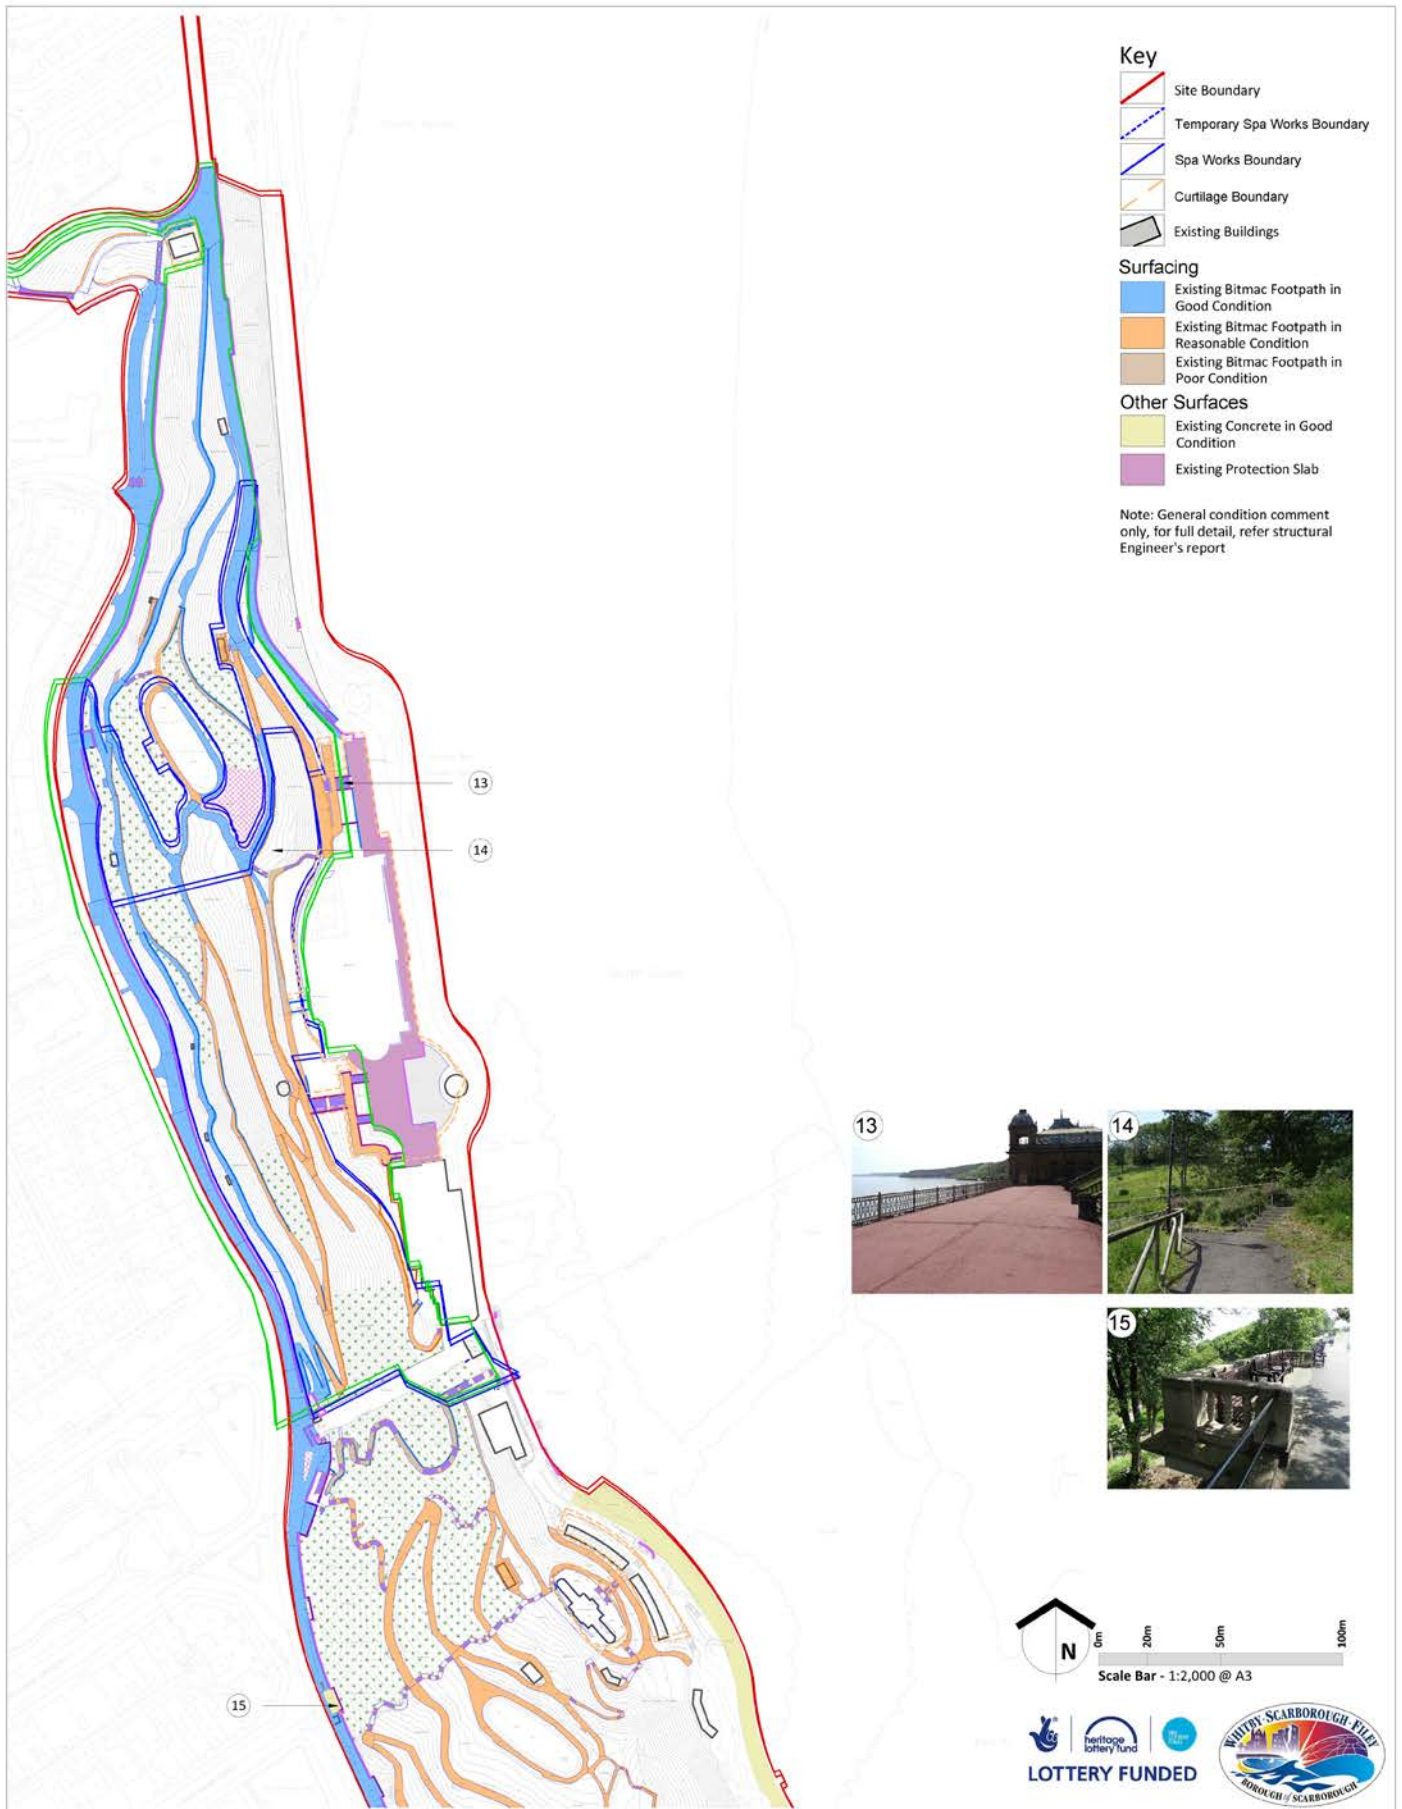 Key
Site Boundary
Temporary Spa Works Boundary
Spa Works Boundary
Curtilage Boundary
Existing Buildings
Surfacing
Existing Bitmac Footpath in
Good Condition
Existing Bitmac Footpath in
Reasonable Condition
Existing Bitmac Footpath in
Poor Condition
Other Surfaces
Existing Concrete in Good
Condition
Existing Protection Slab
Note: General condition comment
only, for full detail, refer structural
Engineer's report
13
14
13
14
15
15
N
0m
20m
50m
100m
Scale Bar - 1:2,000 @ A3
heritage
lottery fund
LOTTERY FUNDED
WHITBY·SCARBOROUGH·FILEY
BOROUGH of SCARBOROUGH